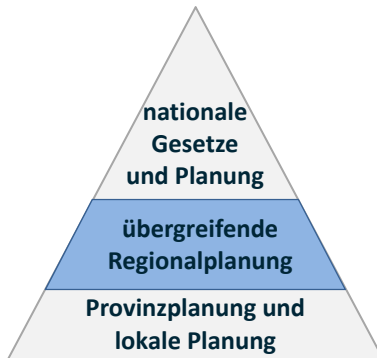 nationale
Gesetze
und Planung
übergreifende
Regionalplanung
Provinzplanung und
lokale Planung